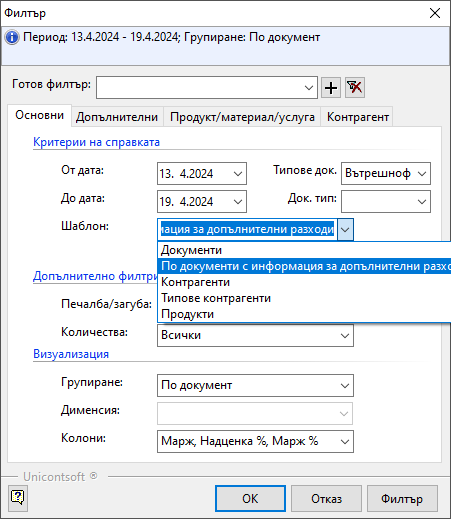 Филтър
Период: 13.4.2024 - 19.4.2024; Групиране: По документ
Готов филтър:
Основни Допълнителни Продукт/материал/услуга Контрагент
Критерии на справката
От дата: 13. 4.2024 Типове док. Вътрешноф
До дата: 19. 4.2024 Док. тип:
Шаблон: ация за допълнителни разходи
Документи
По документи с информация за допълнителни разхо
Допълнително филтри
Контрагенти
Печалба/загуба: Типове контрагенти
Продукти
Количества: Всички
Визуализация
Групиране: По документ
Дименсия:
Колони: Марж, Надценка %, Марж %
Unicontsoft ®
? OK Отказ Филтър